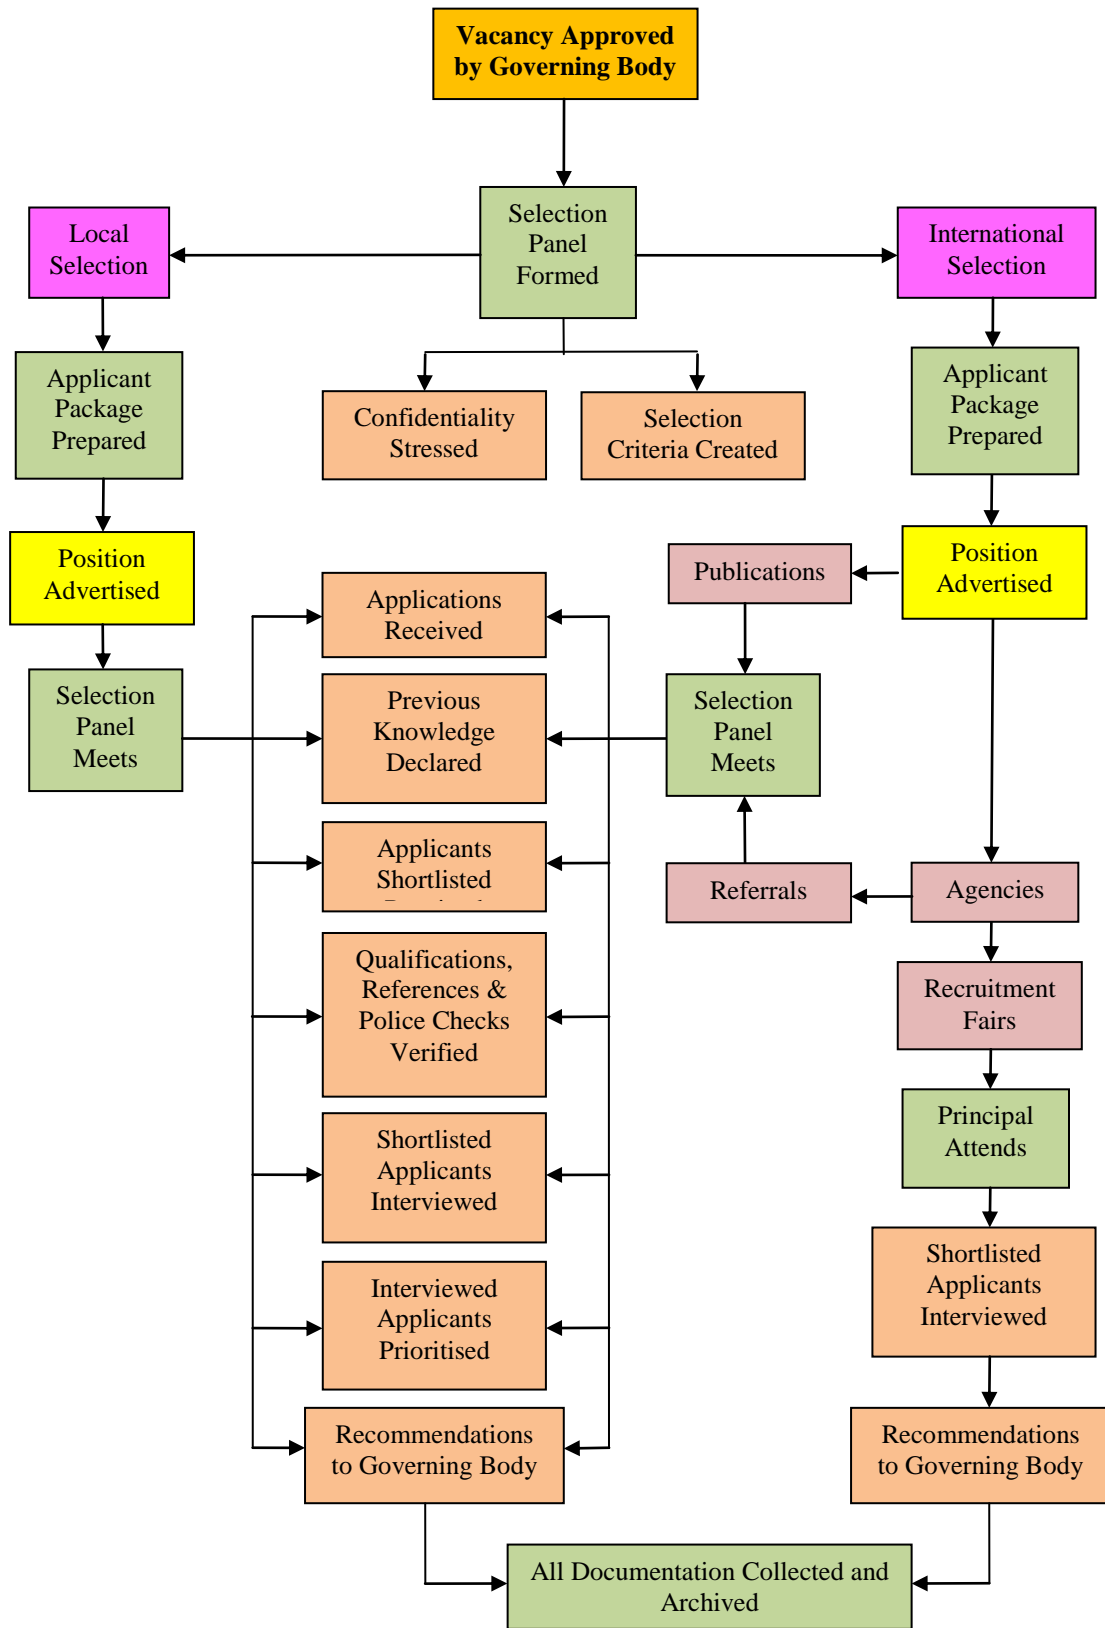 Vacancy Approved
by Governing Body
Selection
Panel
Formed
Local
Selection
International
Selection
Applicant
Package
Prepared
Confidentiality
Stressed
Selection
Criteria Created
Applicant
Package
Prepared
Position
Advertised
Publications
Position
Advertised
Applications
Received
Selection
Panel
Meets
Previous
Knowledge
Declared
Selection
Panel
Meets
Applicants
Shortlisted
Referrals
Agencies
Qualifications,
References &
Police Checks
Verified
Recruitment
Fairs
Principal
Attends
Shortlisted
Applicants
Interviewed
Shortlisted
Applicants
Interviewed
Interviewed
Applicants
Prioritised
Recommendations
to Governing Body
Recommendations
to Governing Body
All Documentation Collected and
Archived